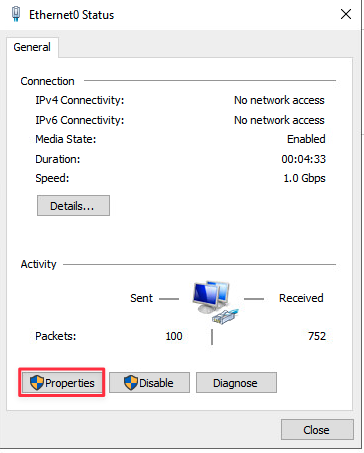 Ethernet0 Status
General
Connection
IPv4 Connectivity: No network access
IPv6 Connectivity: No network access
Media State: Enabled
Duration: 00:04:33
Speed: 1.0 Gbps
Details...
Activity
Sent Received
Packets: 100 752
Properties Disable Diagnose
Close